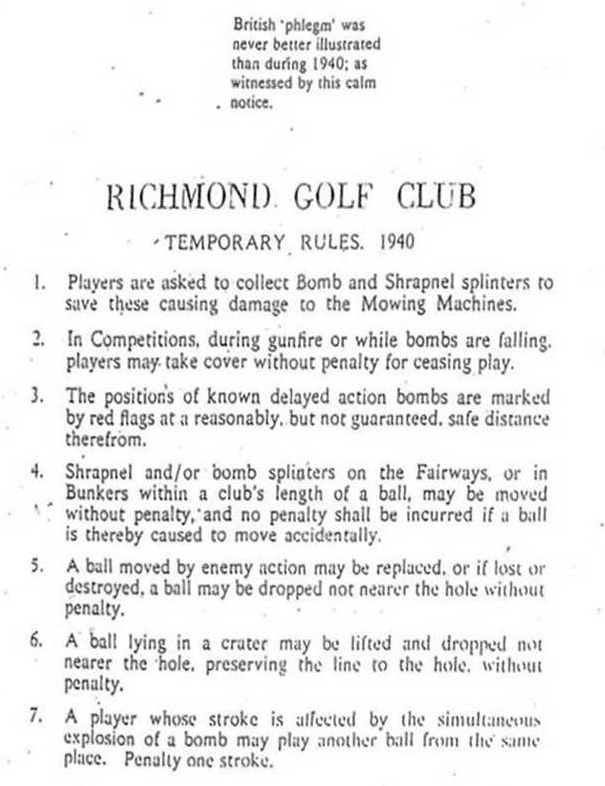 British 'phlegm' was
never better illustrated
than during 1940; as
witnessed by this calm
notice.
RICHMOND GOLF CLUB
TEMPORARY RULES. 1940
1. Players are asked to collect Bomb and Shrapnel splinters to
save these causing damage to the Mowing Machines.
2. In Competitions, during gunfire or while bombs are falling,
players may take cover without penalty for ceasing play.
3. The positions of known delayed action bombs are marked
by red flags at a reasonably, but not guaranteed, safe distance
therefrom.
4. Shrapnel and/or bomb splinters on the Fairways, or in
Bunkers within a club's length of a ball, may be moved
without penalty, and no penalty shall be incurred if a ball
is thereby caused to move accidentally.
5. A ball moved by enemy action may be replaced, or if lost or
destroyed, a ball may be dropped not nearer the hole without
penalty.
6. A ball lying in a crater may be lifted and dropped not
nearer the hole, preserving the line to the hole, without
penalty.
7. A player whose stroke is affected by the simultaneous
explosion of a bomb may play another ball from the same
place. Penalty one stroke.